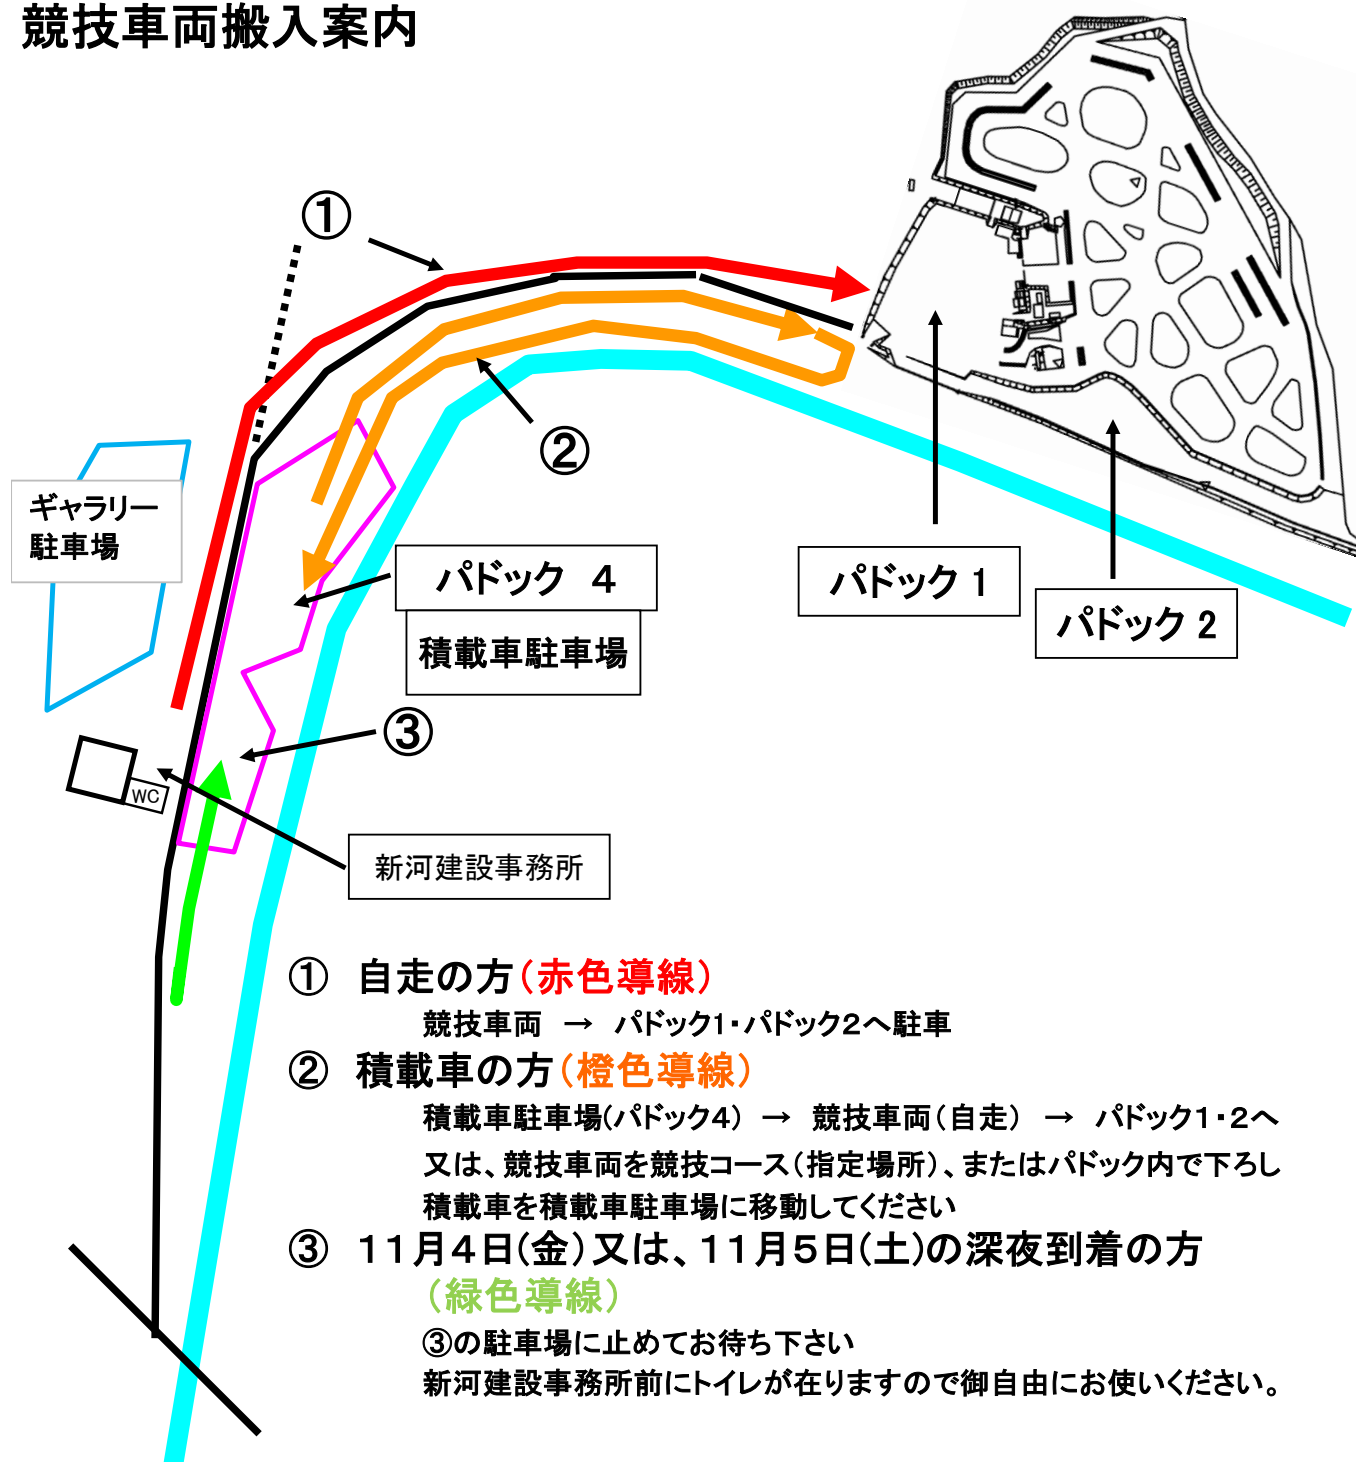 競技車両搬入案内
①
②
ギャラリー
駐車場
パドック　４
積載車駐車場
パドック 1
パドック 2
③
WC
新河建設事務所
①　自走の方（赤色導線）
競技車両　→　パドック1・パドック2へ駐車
②　積載車の方（橙色導線）
積載車駐車場(パドック4)　→　競技車両（自走）　→　パドック1・2へ
又は、競技車両を競技コース（指定場所）、またはパドック内で下ろし
積載車を積載車駐車場に移動してください
③　１１月４日(金）又は、１１月５日(土)の深夜到着の方
（緑色導線）
③の駐車場に止めてお待ち下さい
新河建設事務所前にトイレが在りますので御自由にお使いください。